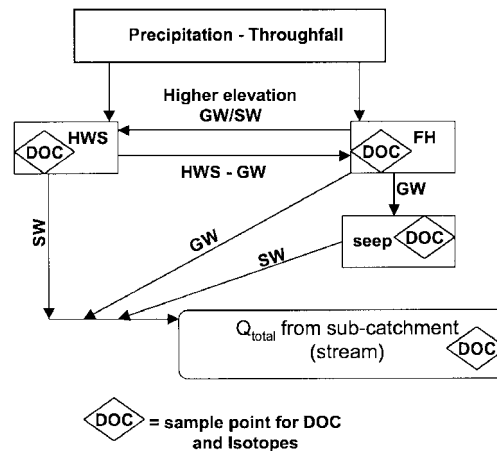 Precipitation - Throughfall
Higher elevation
GW/SW
HWS
DOC
FH
DOC
HWS - GW
GW
SW
GW
seep
DOC
SW
Qtotal from sub-catchment
(stream)
DOC
DOC = sample point for DOC
and Isotopes